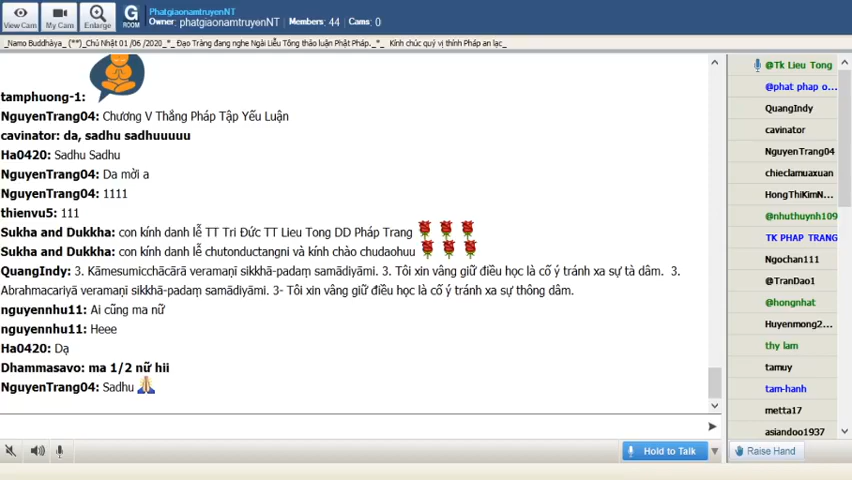 View Cam
My Cam
Enlarge
G
ROOM
PhatgiaonamtruyenNT
Owner: phatgiaonamtruyenNT Members: 44 Cams: 0
_Namo Buddhàya_ (**)_Chủ Nhật 01 /06 /2020_*_ Đạo Tràng đang nghe Ngài Liễu Tông thảo luận Phật Pháp._*_ Kính chúc quý vị thính Pháp an lạc_
tamphuong-1:
NguyenTrang04: Chương V Thắng Pháp Tập Yếu Luận
cavinator: da, sadhu sadhuuuuu
Ha0420: Sadhu Sadhu
NguyenTrang04: Da mời a
NguyenTrang04: 1111
thienvu5: 111
Sukha and Dukkha: con kính danh lễ TT Tri Đức TT Lieu Tong DD Pháp Trang
Sukha and Dukkha: con kính danh lễ chutonductangni và kính chào chudaohuu
QuangIndy: 3. Kāmesumicchācārā veramaṇī sikkhā-padaṃ samādiyāmi. 3. Tôi xin vâng giữ điều học là cố ý tránh xa sự tà dâm. 3.
Abrahmacariyā veramaṇi sikkhā-padaṃ samādiyāmi. 3- Tôi xin vâng giữ điều học là cố ý tránh xa sự thông dâm.
nguyennhu11: Ai cũng ma nữ
nguyennhu11: Heee
Ha0420: Dạ
Dhammasavo: ma 1/2 nữ hii
NguyenTrang04: Sadhu
@Tk Lieu Tong
@phat phap o...
QuangIndy
cavinator
NguyenTrang04
chieclamuaxuan
HongThiKimN...
@nhuthuynh109
TK PHAP TRANG
Ngochan111
@TranDao1
@hongnhat
Huyenmong2...
thy lam
tamuy
tam-hanh
metta17
asiandoo1937
Hold to Talk
Raise Hand